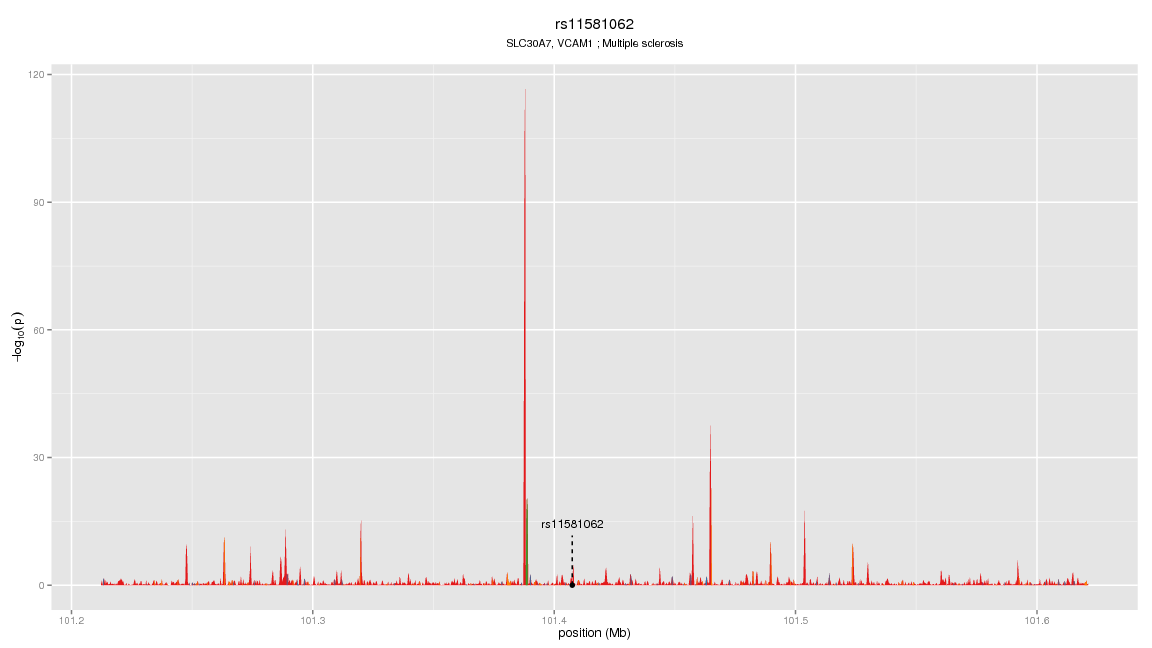 rs11581062
SLC30A7, VCAM1 ; Multiple sclerosis
120
90
60
30
0
−log10(p)
rs11581062
101.2 101.3 101.4 101.5 101.6
position (Mb)